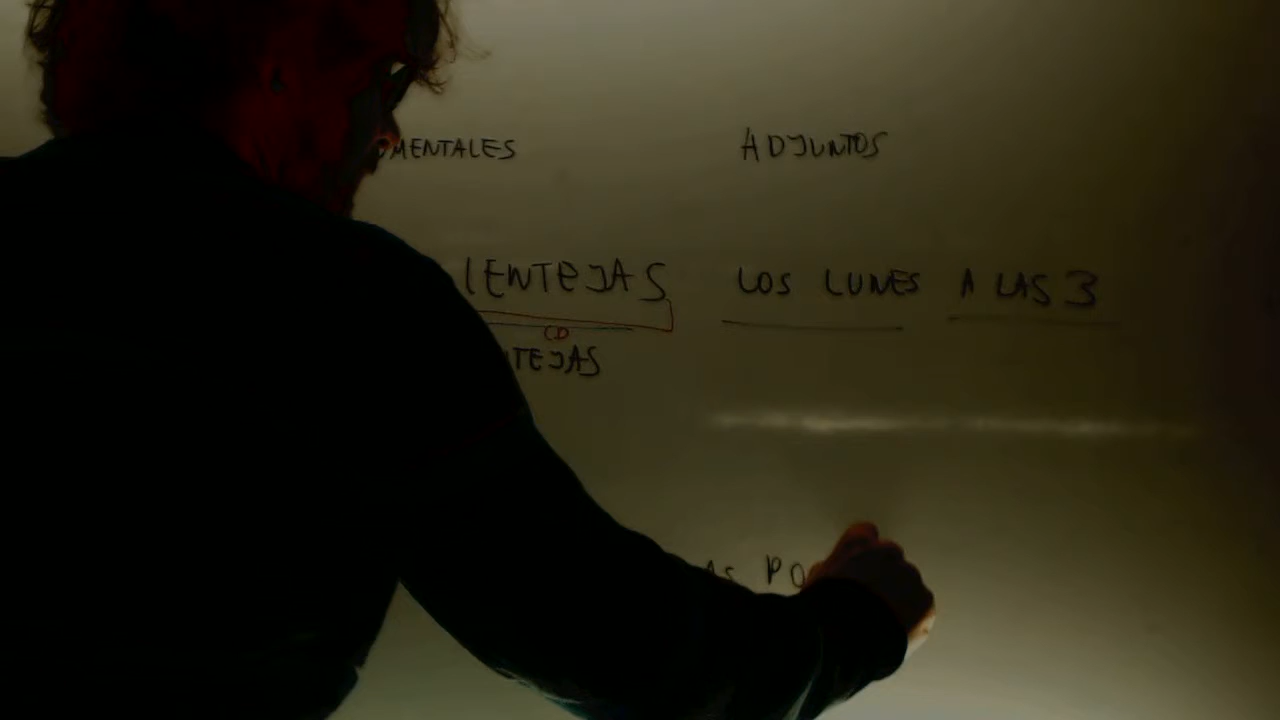 MENTALES ADJUNTOS
LENTEJAS LOS LUNES A LAS 3
CD
TEJAS
AS PO